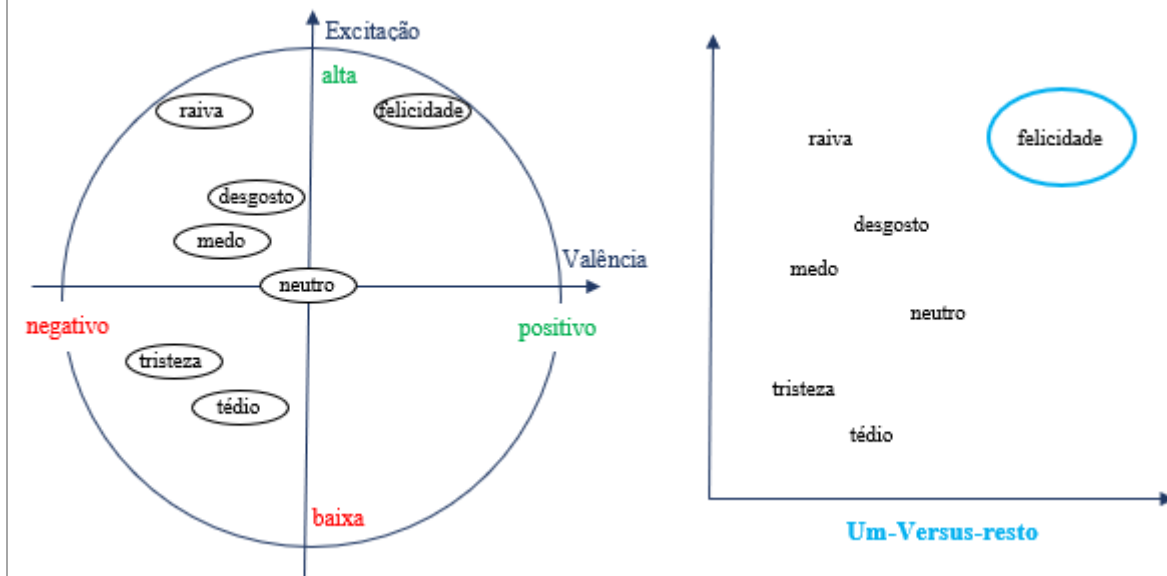 Excitação
alta
raiva
felicidade
desgosto
medo
Valência
neutro
negativo
positivo
tristeza
tédio
baixa
raiva
felicidade
desgosto
medo
neutro
tristeza
tédio
Um-Versus-resto